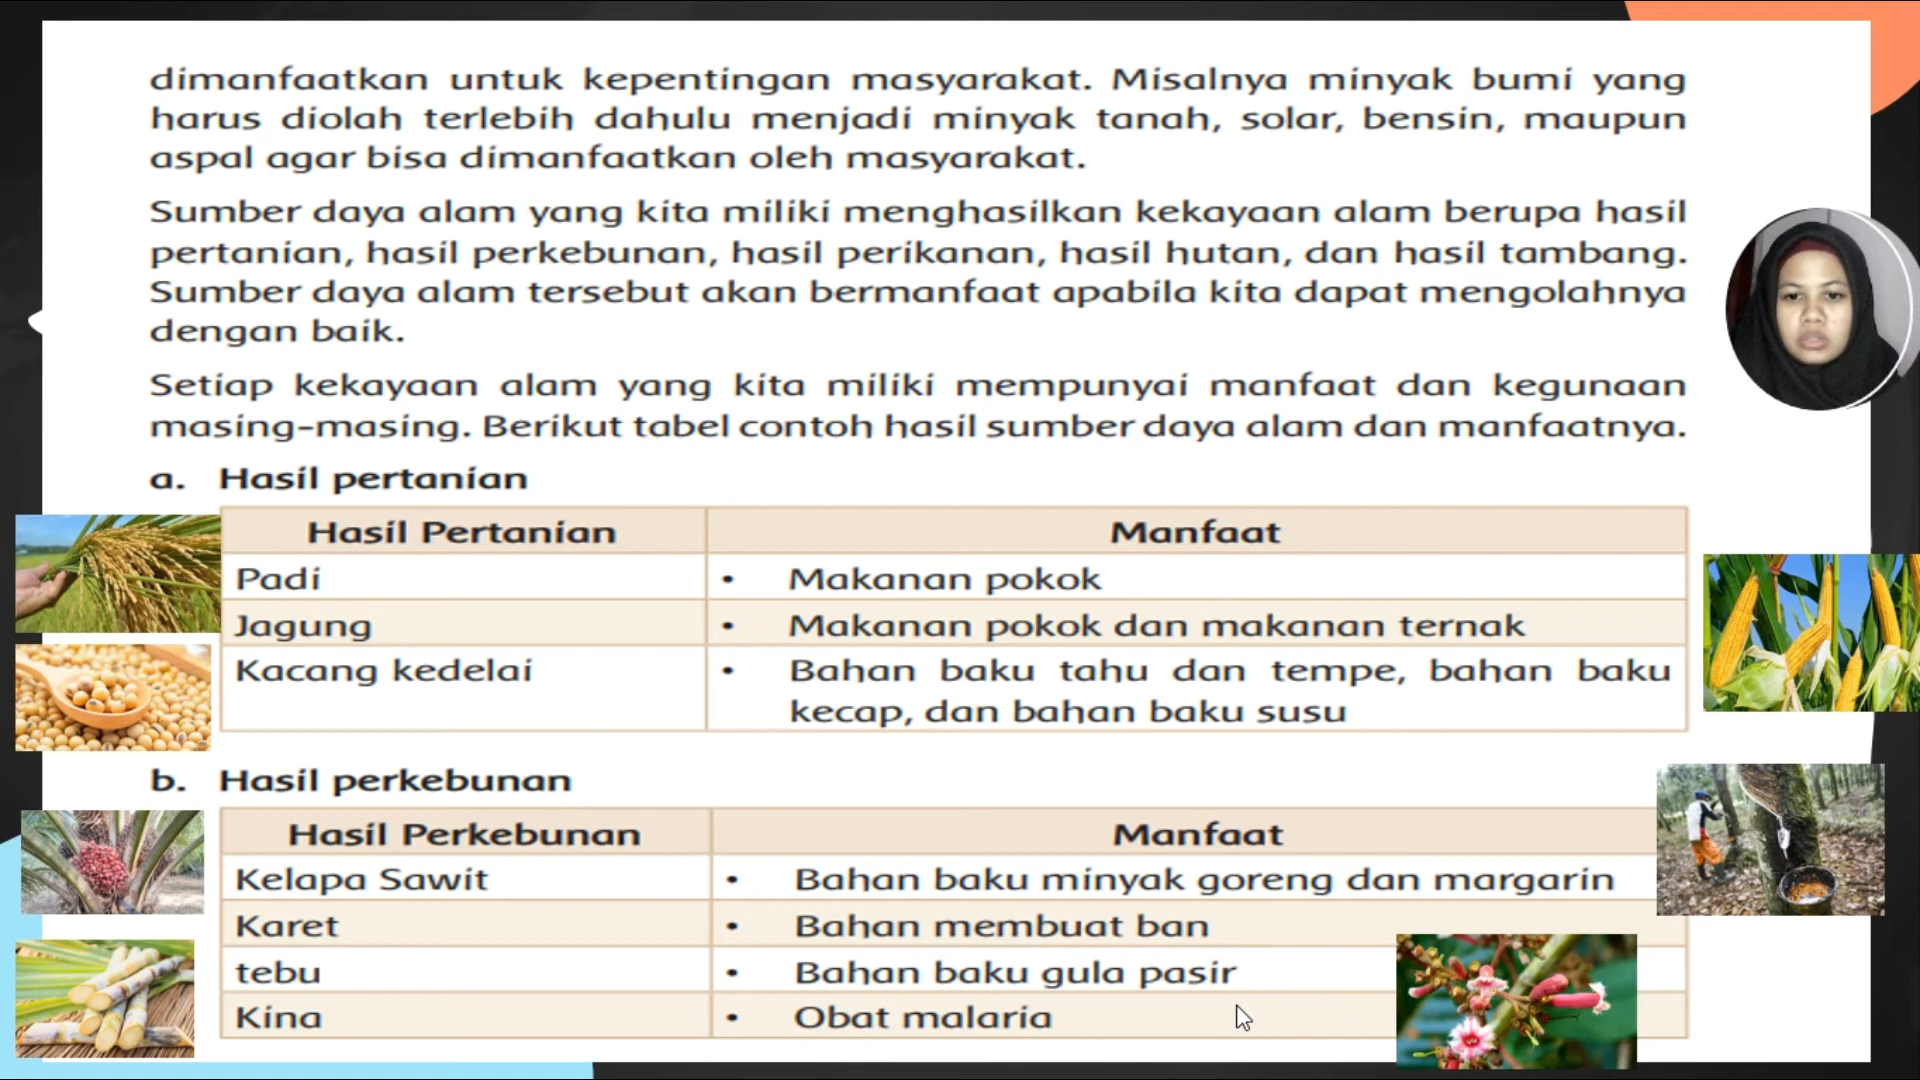 dimanfaatkan untuk kepentingan masyarakat. Misalnya minyak bumi yang
harus diolah terlebih dahulu menjadi minyak tanah, solar, bensin, maupun
aspal agar bisa dimanfaatkan oleh masyarakat.
Sumber daya alam yang kita miliki menghasilkan kekayaan alam berupa hasil
pertanian, hasil perkebunan, hasil perikanan, hasil hutan, dan hasil tambang.
Sumber daya alam tersebut akan bermanfaat apabila kita dapat mengolahnya
dengan baik.
Setiap kekayaan alam yang kita miliki mempunyai manfaat dan kegunaan
masing-masing. Berikut tabel contoh hasil sumber daya alam dan manfaatnya.
a. Hasil pertanian
Hasil Pertanian Manfaat
Padi • Makanan pokok
Jagung • Makanan pokok dan makanan ternak
Kacang kedelai • Bahan baku tahu dan tempe, bahan baku
kecap, dan bahan baku susu
b. Hasil perkebunan
Hasil Perkebunan Manfaat
Kelapa Sawit • Bahan baku minyak goreng dan margarin
Karet • Bahan membuat ban
tebu • Bahan baku gula pasir
Kina • Obat malaria